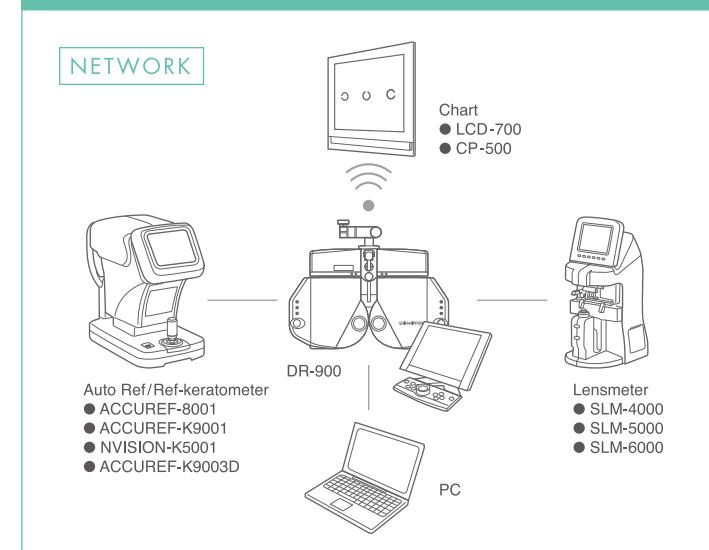 NETWORK
Chart
● LCD-700
● CP-500
DR-900
Auto Ref/Ref-keratometer
● ACCUREF-8001
● ACCUREF-K9001
● NVISION-K5001
● ACCUREF-K9003D
Lensmeter
● SLM-4000
● SLM-5000
● SLM-6000
PC